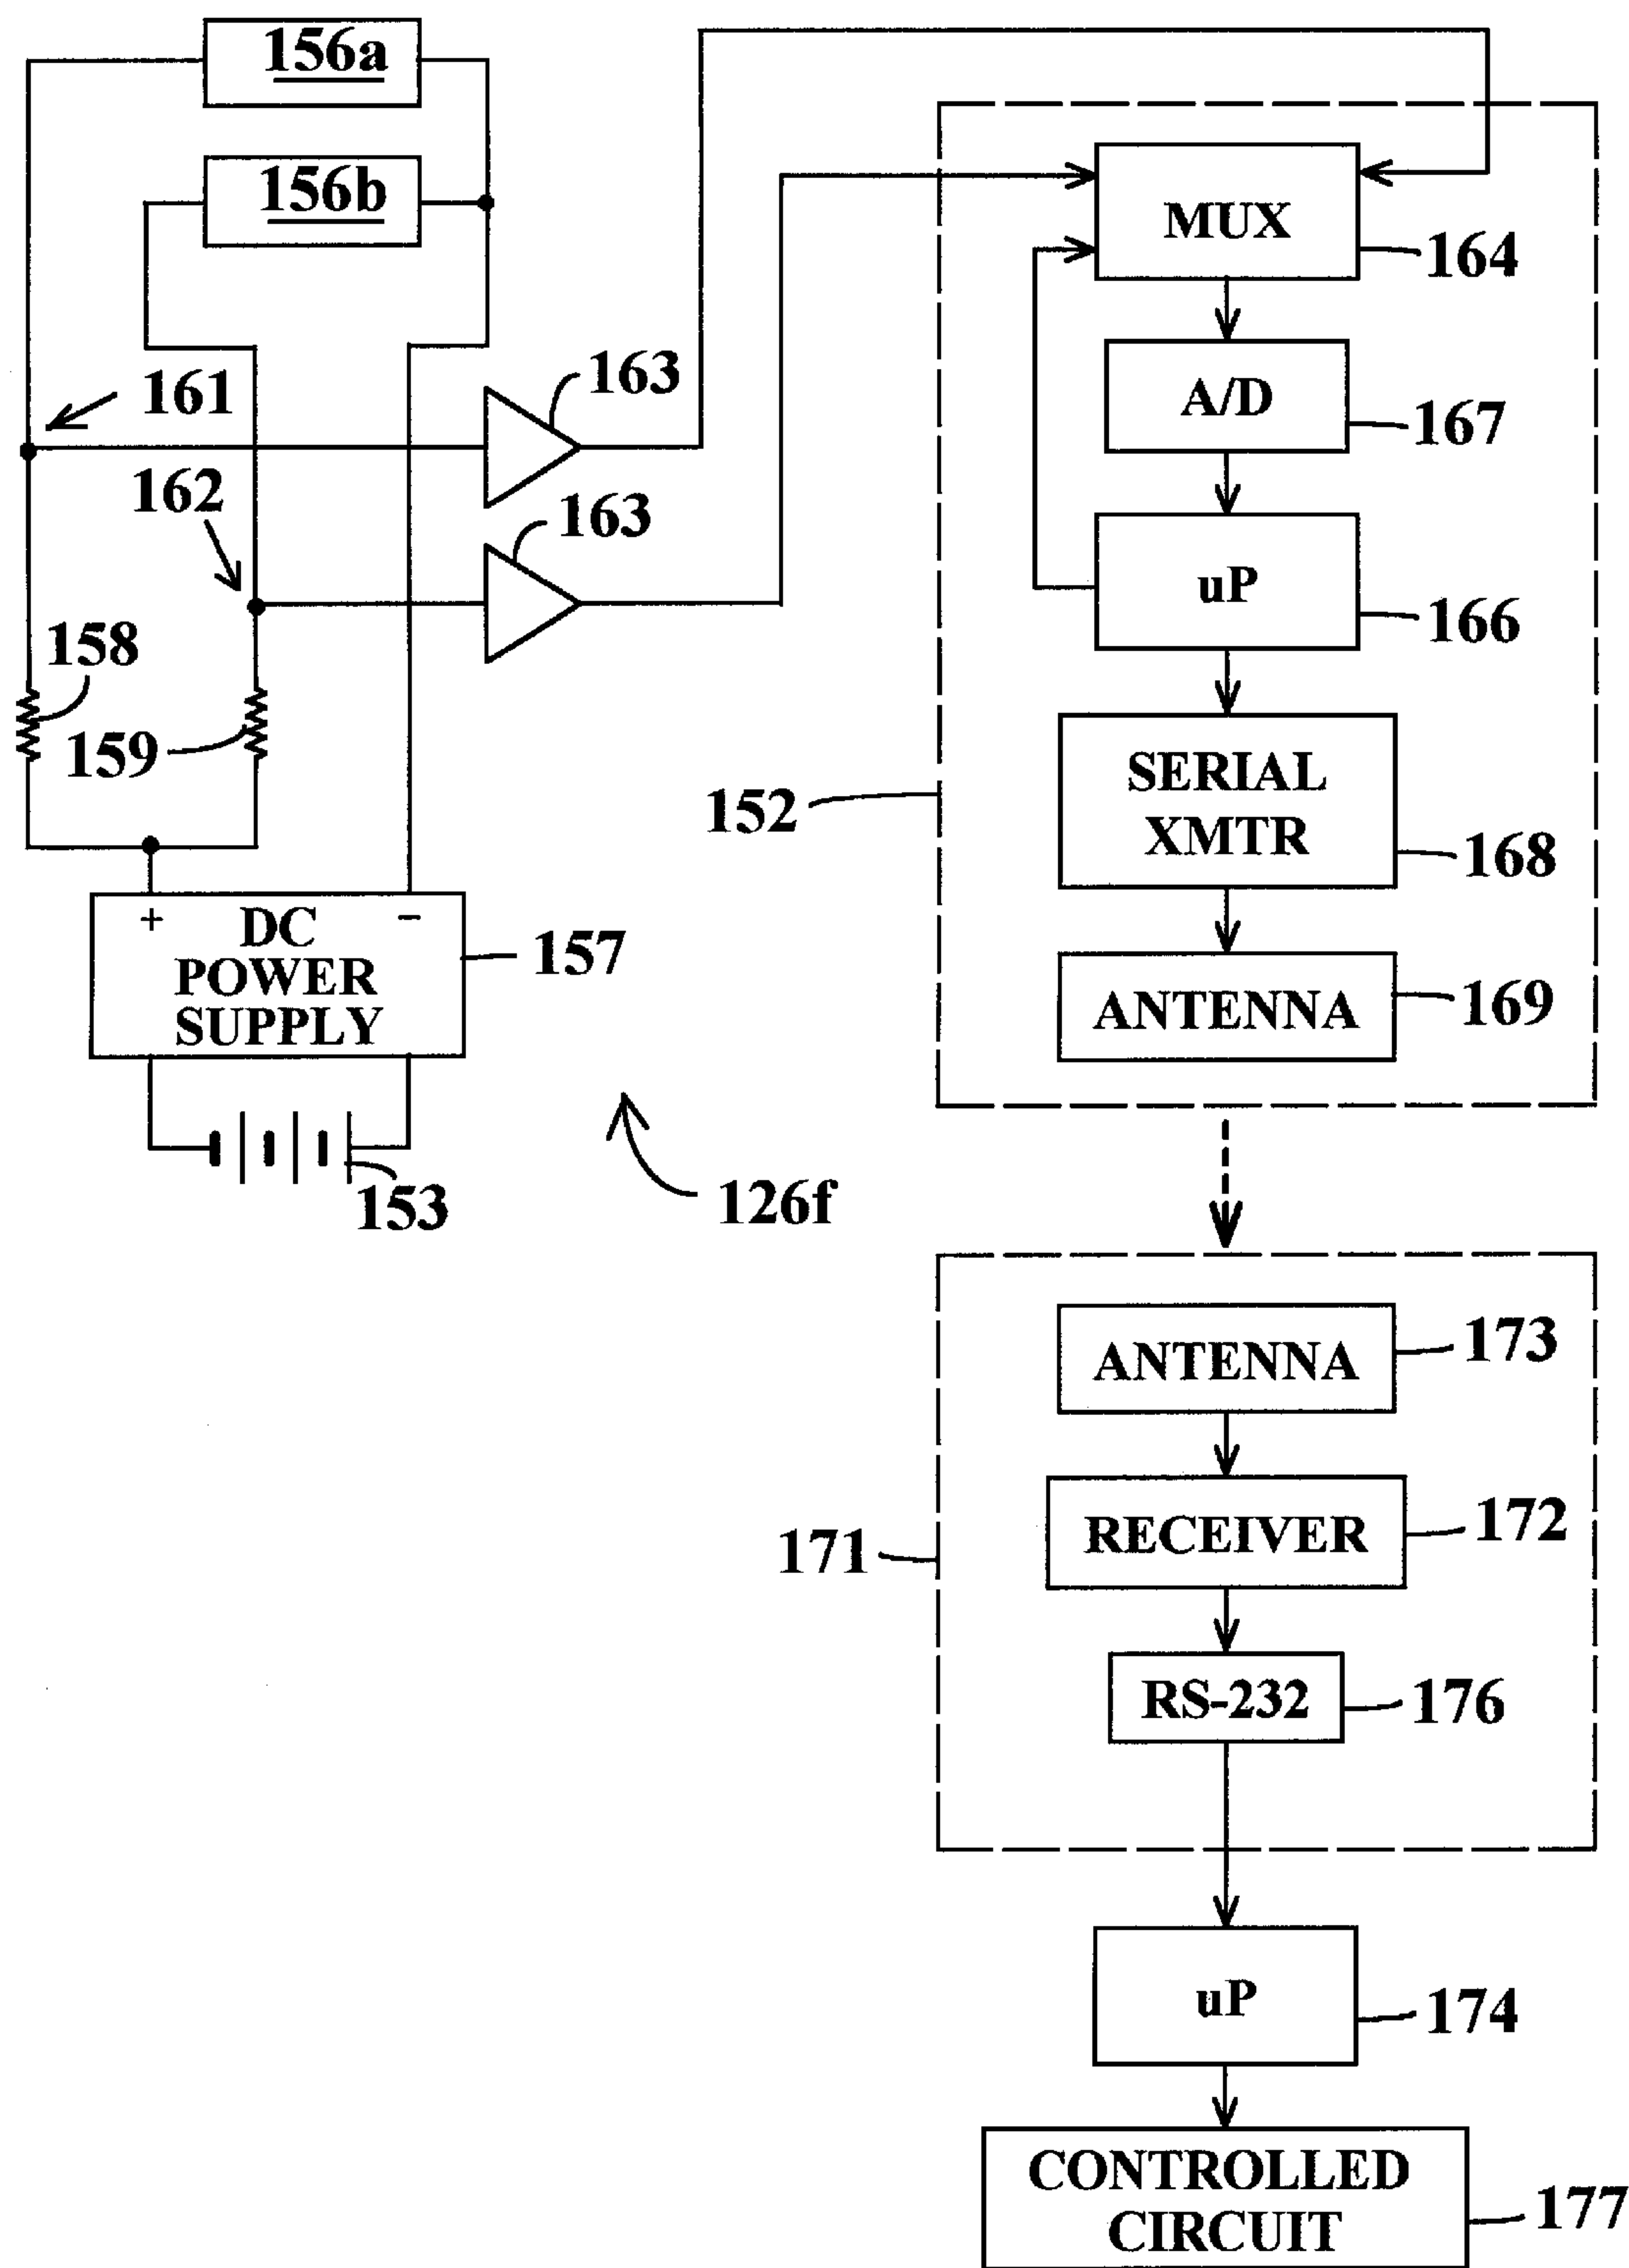 156a
156b
MUX
164
163
161
A/D
167
162
163
uP
166
158
159
SERIAL
XMTR
152
168
+ DC −
POWER
SUPPLY
157
ANTENNA
169
153
126f
ANTENNA
173
RECEIVER
172
171
RS-232
176
uP
174
CONTROLLED
CIRCUIT
177